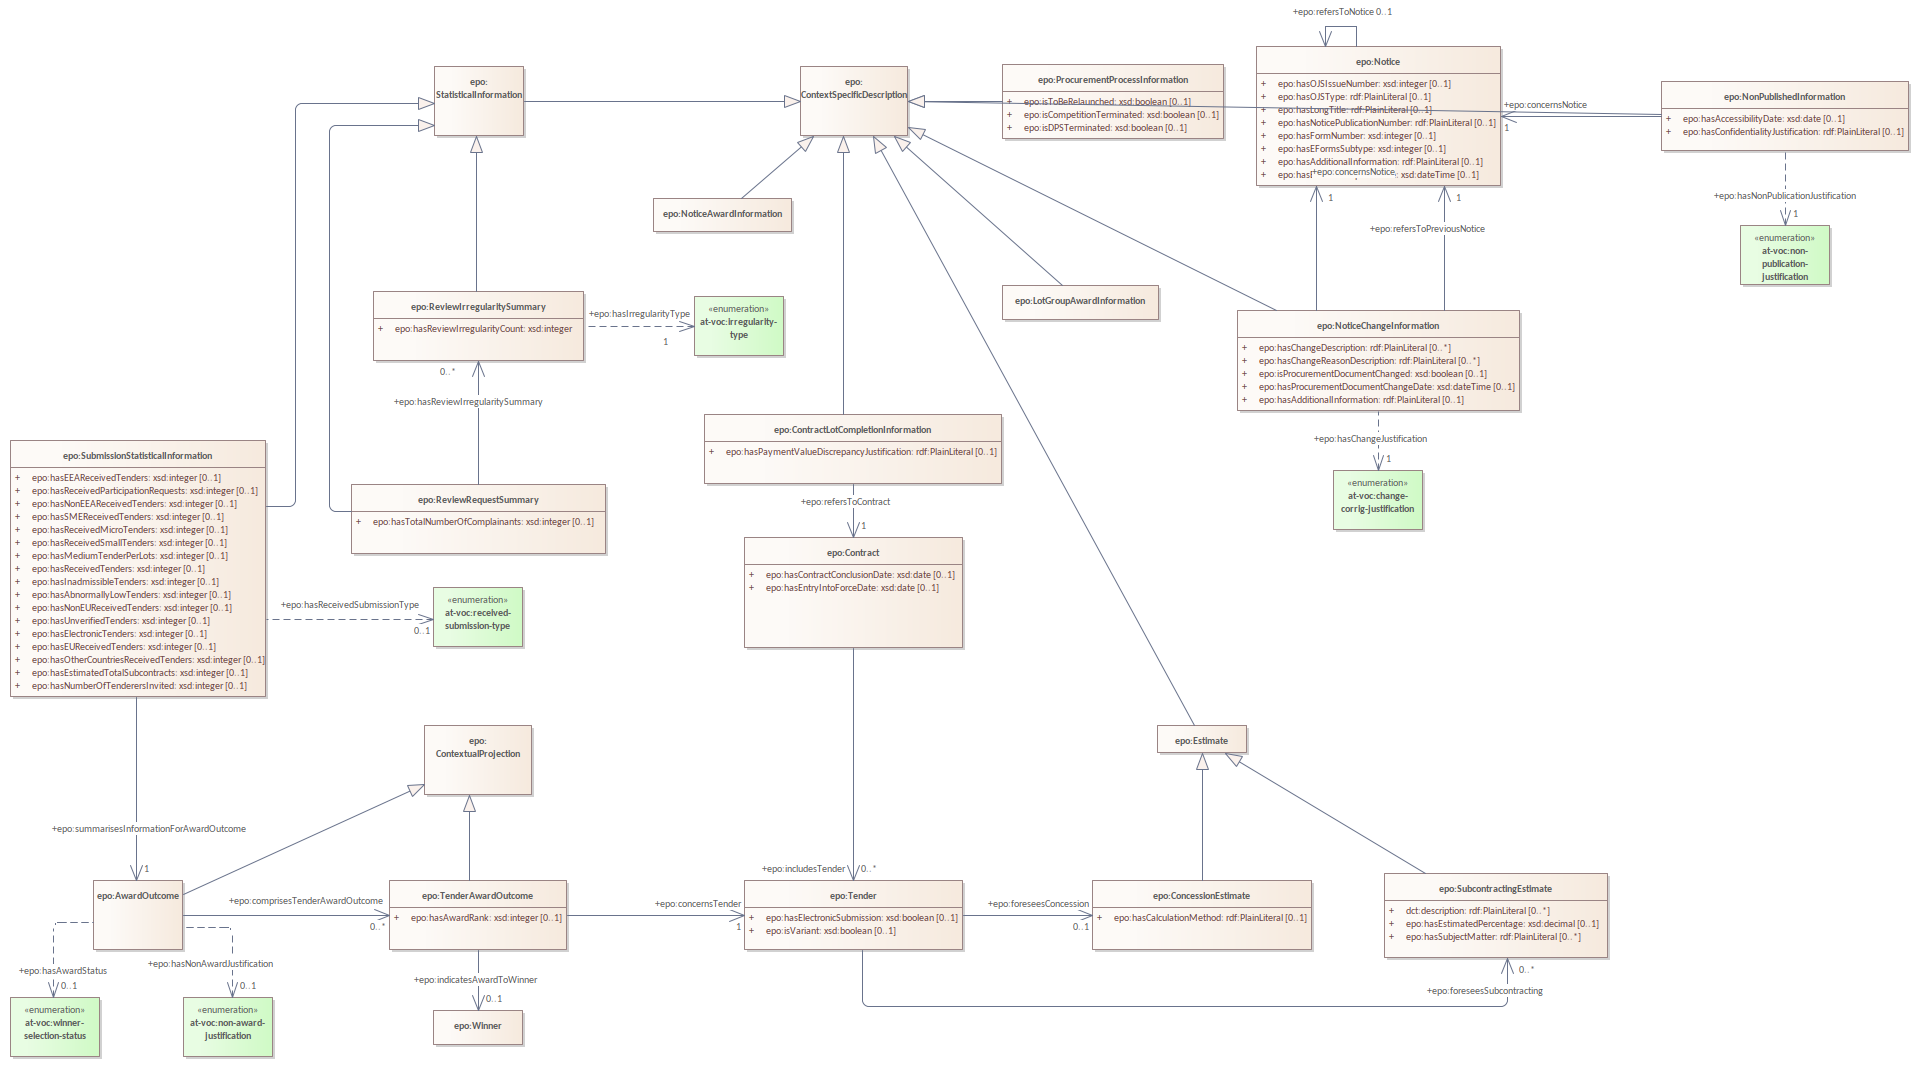 +epo:refersToNotice 0..1
epo:
StatisticalInformation
epo:
ContextSpecificDescription
epo:ProcurementProcessInformation
+ epo:isToBeRelaunched: xsd:boolean [0..1]
+ epo:isCompetitionTerminated: xsd:boolean [0..1]
+ epo:isDPSTerminated: xsd:boolean [0..1]
epo:Notice
+ epo:hasOJSIssueNumber: xsd:integer [0..1]
+ epo:hasOJSType: rdf:PlainLiteral [0..1]
+ epo:hasLongTitle: rdf:PlainLiteral [0..1]
+ epo:hasNoticePublicationNumber: rdf:PlainLiteral [0..1]
+ epo:hasFormNumber: xsd:integer [0..1]
+ epo:hasEFormsSubtype: xsd:integer [0..1]
+ epo:hasAdditionalInformation: rdf:PlainLiteral [0..1]
+ xsd:dateTime [0..1]
+epo:concernsNotice
+epo:concernsNotice
1
epo:NonPublishedInformation
+ epo:hasAccessibilityDate: xsd:date [0..1]
+ epo:hasConfidentialityJustification: rdf:PlainLiteral [0..1]
+epo:hasNonPublicationJustification
1
«enumeration»
at-voc:non-
publication-
justification
1
1
+epo:refersToPreviousNotice
epo:NoticeAwardInformation
epo:LotGroupAwardInformation
epo:ReviewIrregularitySummary
+ epo:hasReviewIrregularityCount: xsd:integer
+epo:hasIrregularityType
1
«enumeration»
at-voc:irregularity-
type
epo:NoticeChangeInformation
+ epo:hasChangeDescription: rdf:PlainLiteral [0..*]
+ epo:hasChangeReasonDescription: rdf:PlainLiteral [0..*]
+ epo:isProcurementDocumentChanged: xsd:boolean [0..1]
+ epo:hasProcurementDocumentChangeDate: xsd:dateTime [0..1]
+ epo:hasAdditionalInformation: rdf:PlainLiteral [0..1]
0..*
+epo:hasReviewIrregularitySummary
epo:ContractLotCompletionInformation
+ epo:hasPaymentValueDiscrepancyJustification: rdf:PlainLiteral [0..1]
+epo:hasChangeJustification
1
«enumeration»
at-voc:change-
corrig-justification
epo:SubmissionStatisticalInformation
+ epo:hasEEAReceivedTenders: xsd:integer [0..1]
+ epo:hasReceivedParticipationRequests: xsd:integer [0..1]
+ epo:hasNonEEAReceivedTenders: xsd:integer [0..1]
+ epo:hasSMEReceivedTenders: xsd:integer [0..1]
+ epo:hasReceivedMicroTenders: xsd:integer [0..1]
+ epo:hasReceivedSmallTenders: xsd:integer [0..1]
+ epo:hasMediumTenderPerLots: xsd:integer [0..1]
+ epo:hasReceivedTenders: xsd:integer [0..1]
+ epo:hasInadmissibleTenders: xsd:integer [0..1]
+ epo:hasAbnormallyLowTenders: xsd:integer [0..1]
+ epo:hasNonEUReceivedTenders: xsd:integer [0..1]
+ epo:hasUnverifiedTenders: xsd:integer [0..1]
+ epo:hasElectronicTenders: xsd:integer [0..1]
+ epo:hasEUReceivedTenders: xsd:integer [0..1]
+ epo:hasOtherCountriesReceivedTenders: xsd:integer [0..1]
+ epo:hasEstimatedTotalSubcontracts: xsd:integer [0..1]
+ epo:hasNumberOfTenderersInvited: xsd:integer [0..1]
epo:ReviewRequestSummary
+ epo:hasTotalNumberOfComplainants: xsd:integer [0..1]
+epo:refersToContract
1
epo:Contract
+ epo:hasContractConclusionDate: xsd:date [0..1]
+ epo:hasEntryIntoForceDate: xsd:date [0..1]
+epo:hasReceivedSubmissionType
0..1
«enumeration»
at-voc:received-
submission-type
epo:
ContextualProjection
epo:Estimate
+epo:summarisesInformationForAwardOutcome
1
+epo:includesTender 0..*
epo:AwardOutcome
+epo:comprisesTenderAwardOutcome
0..*
epo:TenderAwardOutcome
+ epo:hasAwardRank: xsd:integer [0..1]
+epo:concernsTender
1
epo:Tender
+ epo:hasElectronicSubmission: xsd:boolean [0..1]
+ epo:isVariant: xsd:boolean [0..1]
+epo:foreseesConcession
0..1
epo:ConcessionEstimate
+ epo:hasCalculationMethod: rdf:PlainLiteral [0..1]
epo:SubcontractingEstimate
+ dct:description: rdf:PlainLiteral [0..*]
+ epo:hasEstimatedPercentage: xsd:decimal [0..1]
+ epo:hasSubjectMatter: rdf:PlainLiteral [0..*]
0..*
+epo:foreseesSubcontracting
+epo:hasAwardStatus
0..1
+epo:hasNonAwardJustification
0..1
+epo:indicatesAwardToWinner
0..1
«enumeration»
at-voc:winner-
selection-status
«enumeration»
at-voc:non-award-
justification
epo:Winner